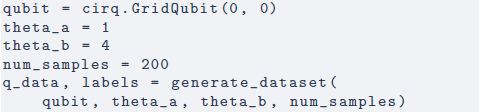 qubit = cirq.GridQubit(0, 0)
theta_a = 1
theta_b = 4
num_samples = 200
q_data, labels = generate_dataset(
    qubit, theta_a, theta_b, num_samples)